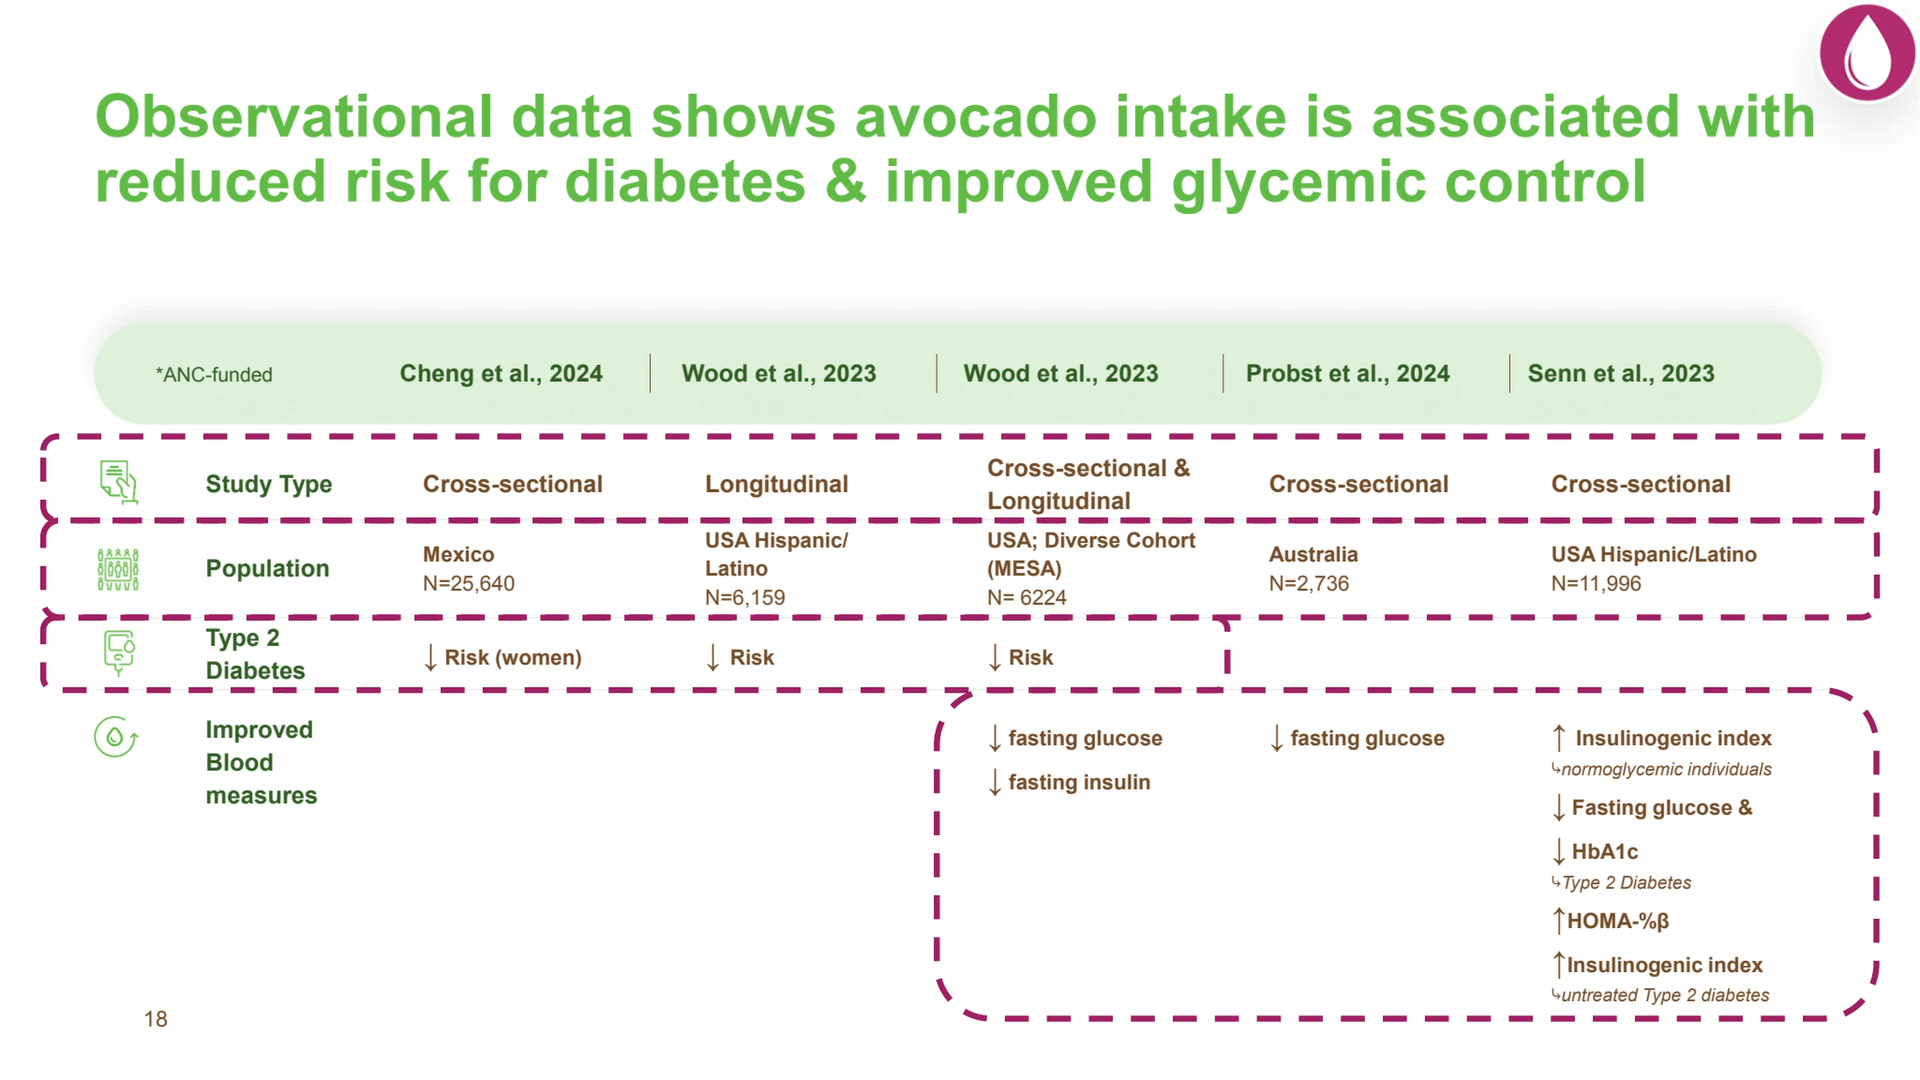 Observational data shows avocado intake is associated with
reduced risk for diabetes & improved glycemic control
*ANC-funded
Cheng et al., 2024
Wood et al., 2023
Wood et al., 2023
Probst et al., 2024
Senn et al., 2023
Study Type
Cross-sectional
Longitudinal
Cross-sectional &
Longitudinal
Cross-sectional
Cross-sectional
Population
Mexico
N=25,640
USA Hispanic/
Latino
N=6,159
USA; Diverse Cohort
(MESA)
N= 6224
Australia
N=2,736
USA Hispanic/Latino
N=11,996
Type 2
Diabetes
↓ Risk (women)
↓ Risk
↓ Risk
Improved
Blood
measures
↓ fasting glucose
↓ fasting insulin
↓ fasting glucose
↑ Insulinogenic index
⤷normoglycemic individuals
↓ Fasting glucose &
↓ HbA1c
⤷Type 2 Diabetes
↑HOMA-%β
↑Insulinogenic index
⤷untreated Type 2 diabetes
18